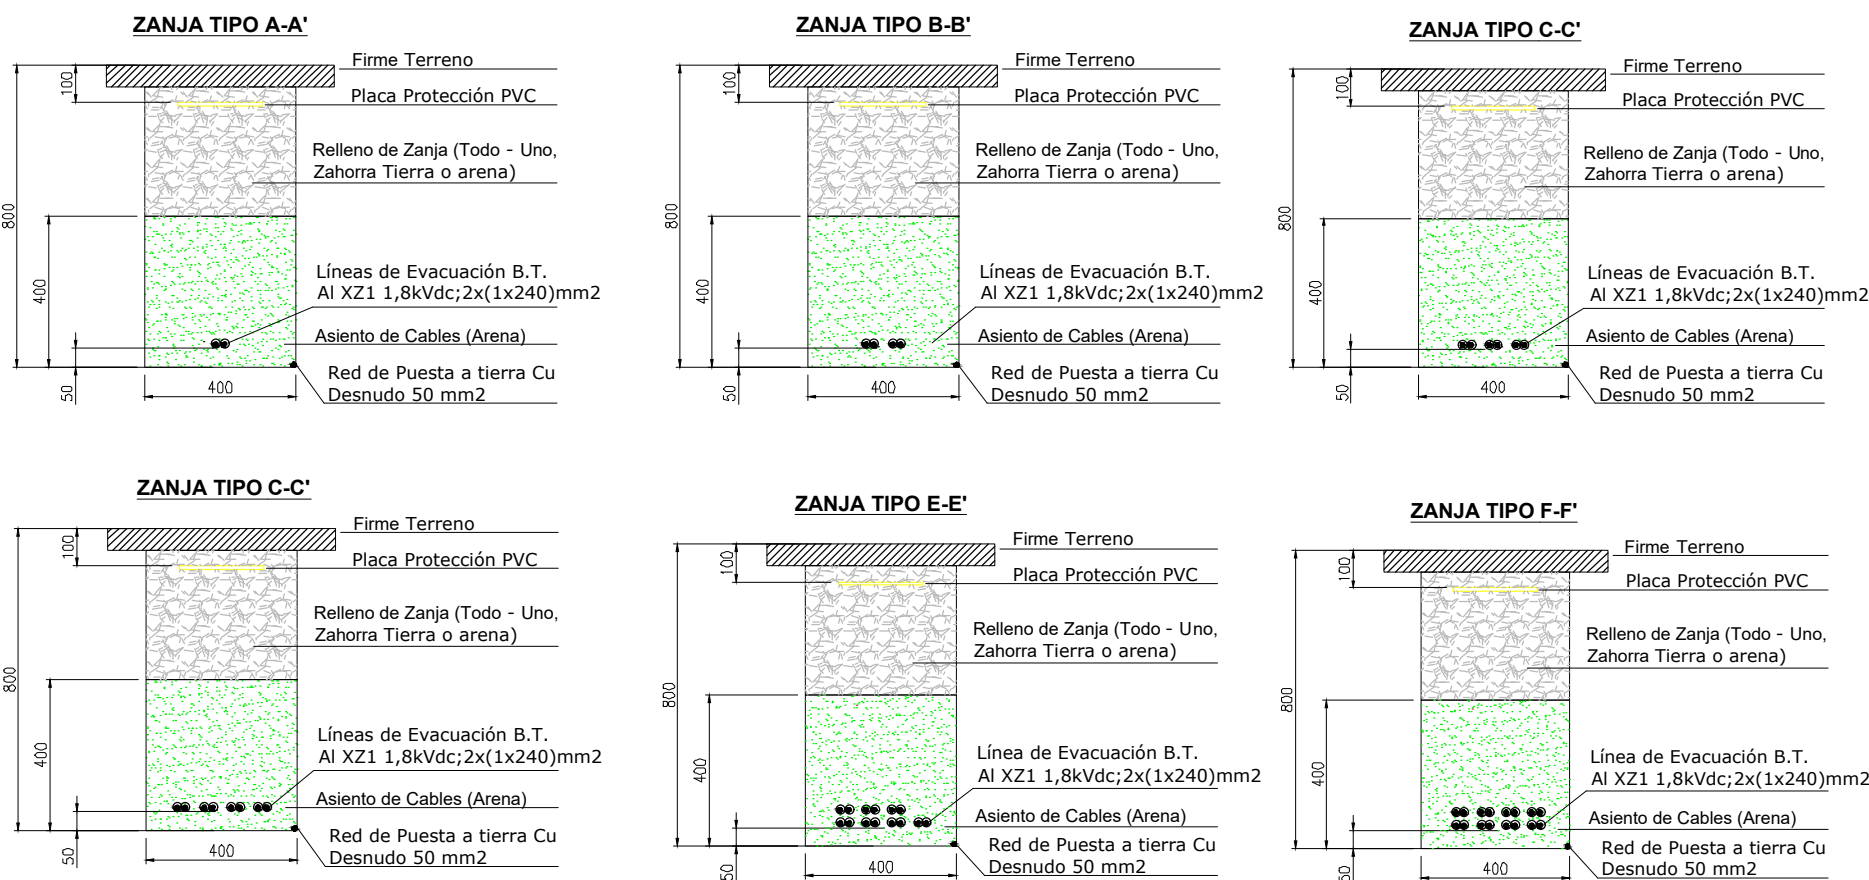 ZANJA TIPO A-A'
Firme Terreno
Placa Protección PVC
Relleno de Zanja (Todo - Uno,
Zahorra Tierra o arena)
Líneas de Evacuación B.T.
Al XZ1 1,8kVdc;2x(1x240)mm2
Asiento de Cables (Arena)
Red de Puesta a tierra Cu
Desnudo 50 mm2
100
800
400
50
400
ZANJA TIPO B-B'
Firme Terreno
Placa Protección PVC
Relleno de Zanja (Todo - Uno,
Zahorra Tierra o arena)
Líneas de Evacuación B.T.
Al XZ1 1,8kVdc;2x(1x240)mm2
Asiento de Cables (Arena)
Red de Puesta a tierra Cu
Desnudo 50 mm2
100
800
400
50
400
ZANJA TIPO C-C'
Firme Terreno
Placa Protección PVC
Relleno de Zanja (Todo - Uno,
Zahorra Tierra o arena)
Líneas de Evacuación B.T.
Al XZ1 1,8kVdc;2x(1x240)mm2
Asiento de Cables (Arena)
Red de Puesta a tierra Cu
Desnudo 50 mm2
100
800
400
50
400
ZANJA TIPO C-C'
Firme Terreno
Placa Protección PVC
Relleno de Zanja (Todo - Uno,
Zahorra Tierra o arena)
Líneas de Evacuación B.T.
Al XZ1 1,8kVdc;2x(1x240)mm2
Asiento de Cables (Arena)
Red de Puesta a tierra Cu
Desnudo 50 mm2
100
800
400
50
400
ZANJA TIPO E-E'
Firme Terreno
Placa Protección PVC
Relleno de Zanja (Todo - Uno,
Zahorra Tierra o arena)
Línea de Evacuación B.T.
Al XZ1 1,8kVdc;2x(1x240)mm2
Asiento de Cables (Arena)
Red de Puesta a tierra Cu
Desnudo 50 mm2
100
800
400
50
400
ZANJA TIPO F-F'
Firme Terreno
Placa Protección PVC
Relleno de Zanja (Todo - Uno,
Zahorra Tierra o arena)
Línea de Evacuación B.T.
Al XZ1 1,8kVdc;2x(1x240)mm2
Asiento de Cables (Arena)
Red de Puesta a tierra Cu
Desnudo 50 mm2
100
800
400
400